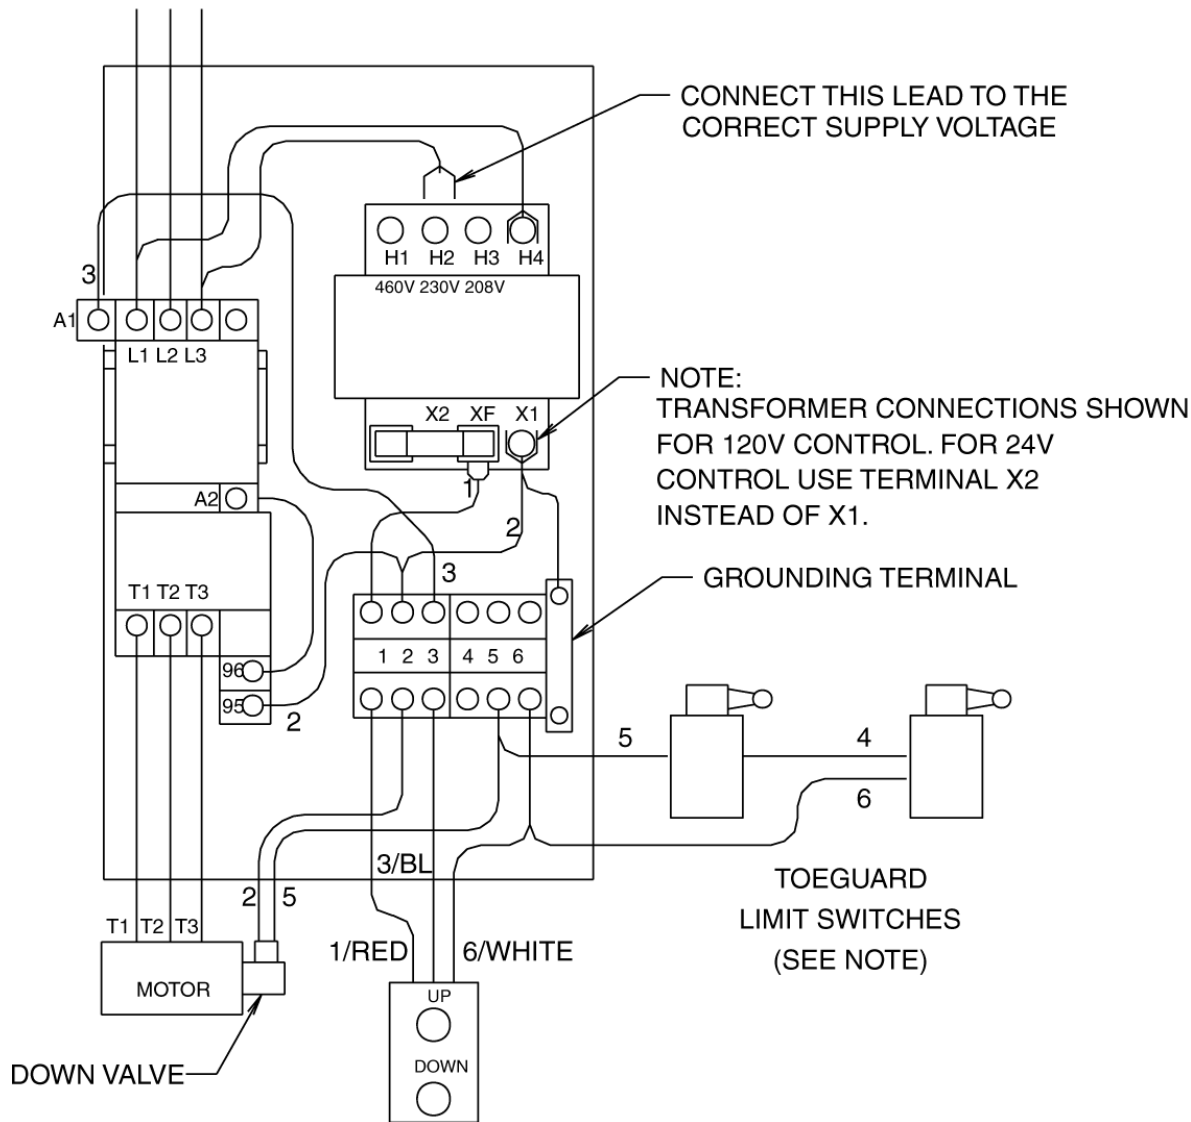 CONNECT THIS LEAD TO THE
CORRECT SUPPLY VOLTAGE
H1 H2 H3 H4
460V 230V 208V
3
A1
L1 L2 L3
X2 XF X1
NOTE:
TRANSFORMER CONNECTIONS SHOWN
FOR 120V CONTROL. FOR 24V
CONTROL USE TERMINAL X2
INSTEAD OF X1.
1
A2
2
3
GROUNDING TERMINAL
T1 T2 T3
1 2 3 4 5 6
96
95
2
5
4
6
3/BL
TOEGUARD
LIMIT SWITCHES
(SEE NOTE)
2 5
T1 T2 T3
1/RED
6/WHITE
MOTOR
UP
DOWN
DOWN VALVE